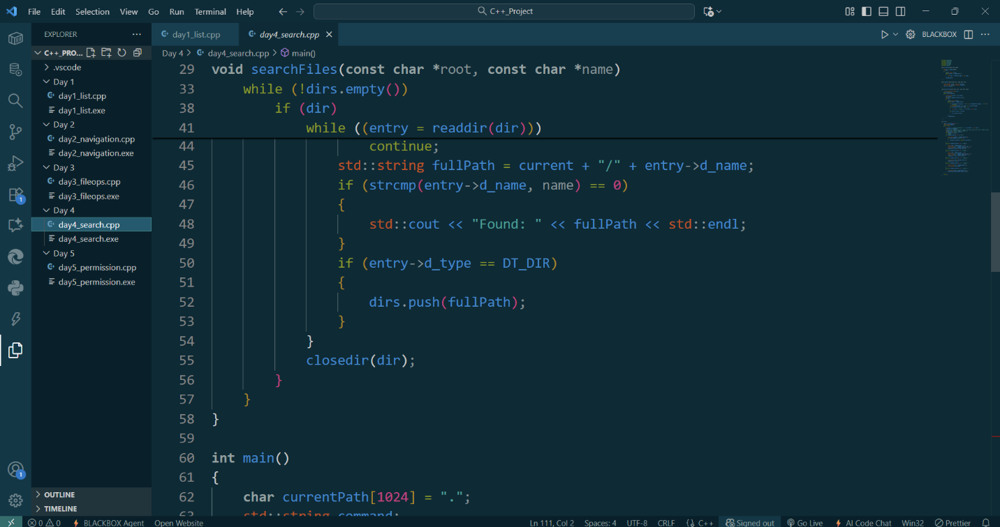 File Edit Selection View Go Run Terminal Help
C++_Project
EXPLORER
day1_list.cpp
day4_search.cpp
BLACKBOX
C++_PRO...
Day 4 > day4_search.cpp > main()
.vscode
Day 1
day1_list.cpp
day1_list.exe
Day 2
day2_navigation.cpp
day2_navigation.exe
Day 3
day3_fileops.cpp
day3_fileops.exe
Day 4
day4_search.cpp
day4_search.exe
Day 5
day5_permission.cpp
day5_permission.exe
29 void searchFiles(const char *root, const char *name)
33 while (!dirs.empty())
38 if (dir)
41 while ((entry = readdir(dir)))
44 continue;
45 std::string fullPath = current + "/" + entry->d_name;
46 if (strcmp(entry->d_name, name) == 0)
47 {
48 std::cout << "Found: " << fullPath << std::endl;
49 }
50 if (entry->d_type == DT_DIR)
51 {
52 dirs.push(fullPath);
53 }
54 }
55 closedir(dir);
56 }
57 }
58 }
59
60 int main()
61 {
62 char currentPath[1024] = ".";
63 std::string command;
1
1
OUTLINE
TIMELINE
0 0 BLACKBOX Agent Open Website Ln 111, Col 2 Spaces: 4 UTF-8 CRLF C++ Signed out Go Live AI Code Chat Win32 Prettier